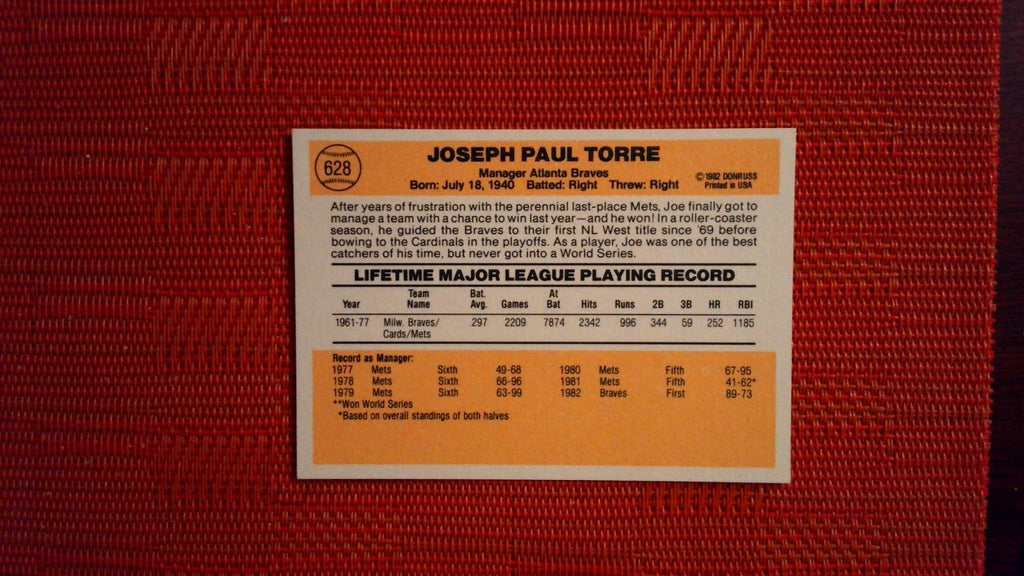 628
JOSEPH PAUL TORRE
Manager Atlanta Braves
Born: July 18, 1940 Batted: Right Threw: Right
© 1982 DONRUSS
Printed in USA
After years of frustration with the perennial last-place Mets, Joe finally got to
manage a team with a chance to win last year—and he won! In a roller-coaster
season, he guided the Braves to their first NL West title since '69 before
bowing to the Cardinals in the playoffs. As a player, Joe was one of the best
catchers of his time, but never got into a World Series.
LIFETIME MAJOR LEAGUE PLAYING RECORD
Year Team Name Bat. Avg. Games At Bat Hits Runs 2B 3B HR RBI
1961-77 Milw. Braves/ .297 2209 7874 2342 996 344 59 252 1185
Cards/Mets
Record as Manager:
1977 Mets Sixth 49-68 1980 Mets Fifth 67-95
1978 Mets Sixth 66-96 1981 Mets Fifth 41-62*
1979 Mets Sixth 63-99 1982 Braves First 89-73
**Won World Series
*Based on overall standings of both halves